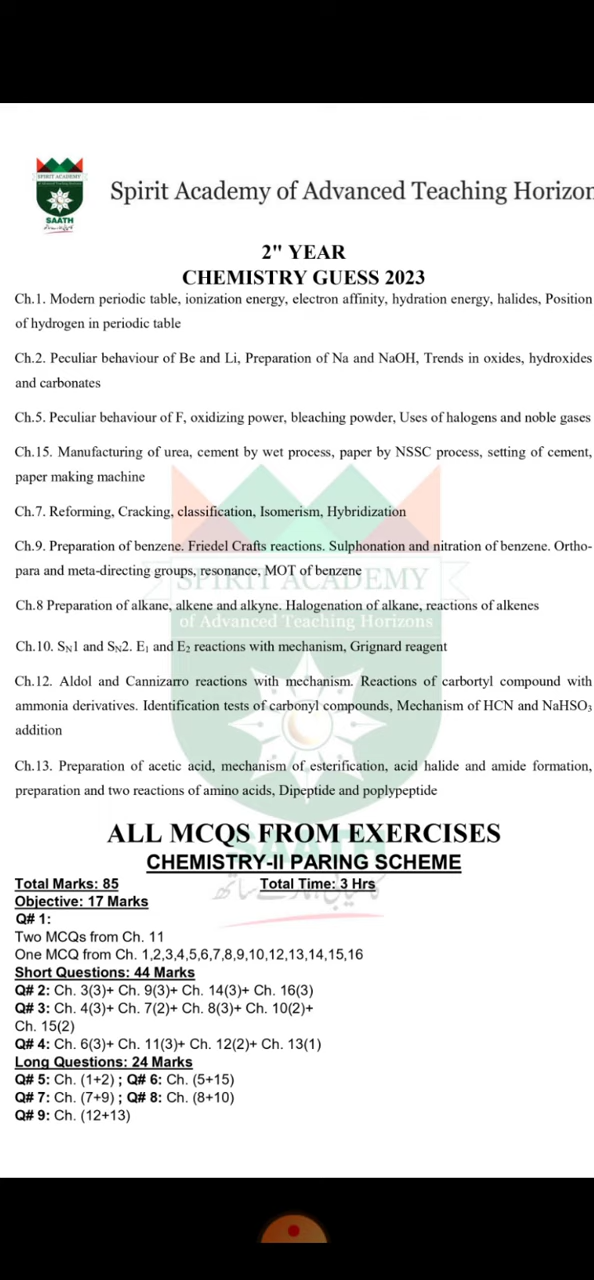 SPIRIT ACADEMY
SAATH
Spirit Academy of Advanced Teaching Horizon
2" YEAR
CHEMISTRY GUESS 2023
Ch.1. Modern periodic table, ionization energy, electron affinity, hydration energy, halides, Position
of hydrogen in periodic table
Ch.2. Peculiar behaviour of Be and Li, Preparation of Na and NaOH, Trends in oxides, hydroxides
and carbonates
Ch.5. Peculiar behaviour of F, oxidizing power, bleaching powder, Uses of halogens and noble gases
Ch.15. Manufacturing of urea, cement by wet process, paper by NSSC process, setting of cement,
paper making machine
Ch.7. Reforming, Cracking, classification, Isomerism, Hybridization
Ch.9. Preparation of benzene. Friedel Crafts reactions. Sulphonation and nitration of benzene. Ortho-
para and meta-directing groups, resonance, MOT of benzene
SPIRIT ACADEMY
Ch.8 Preparation of alkane, alkene and alkyne. Halogenation of alkane, reactions of alkenes
of Advanced Teaching Horizons
Ch.10. SN1 and SN2. E1 and E2 reactions with mechanism, Grignard reagent
Ch.12. Aldol and Cannizarro reactions with mechanism. Reactions of carbortyl compound with
ammonia derivatives. Identification tests of carbonyl compounds, Mechanism of HCN and NaHSO3
addition
Ch.13. Preparation of acetic acid, mechanism of esterification, acid halide and amide formation,
preparation and two reactions of amino acids, Dipeptide and poplypeptide
ALL MCQS FROM EXERCISES
SAATH
CHEMISTRY-II PARING SCHEME
Total Marks: 85 Total Time: 3 Hrs
کامیابی ہمارے ساتھ
Objective: 17 Marks
Q# 1:
Two MCQs from Ch. 11
One MCQ from Ch. 1,2,3,4,5,6,7,8,9,10,12,13,14,15,16
Short Questions: 44 Marks
Q# 2: Ch. 3(3)+ Ch. 9(3)+ Ch. 14(3)+ Ch. 16(3)
Q# 3: Ch. 4(3)+ Ch. 7(2)+ Ch. 8(3)+ Ch. 10(2)+
Ch. 15(2)
Q# 4: Ch. 6(3)+ Ch. 11(3)+ Ch. 12(2)+ Ch. 13(1)
Long Questions: 24 Marks
Q# 5: Ch. (1+2) ; Q# 6: Ch. (5+15)
Q# 7: Ch. (7+9) ; Q# 8: Ch. (8+10)
Q# 9: Ch. (12+13)